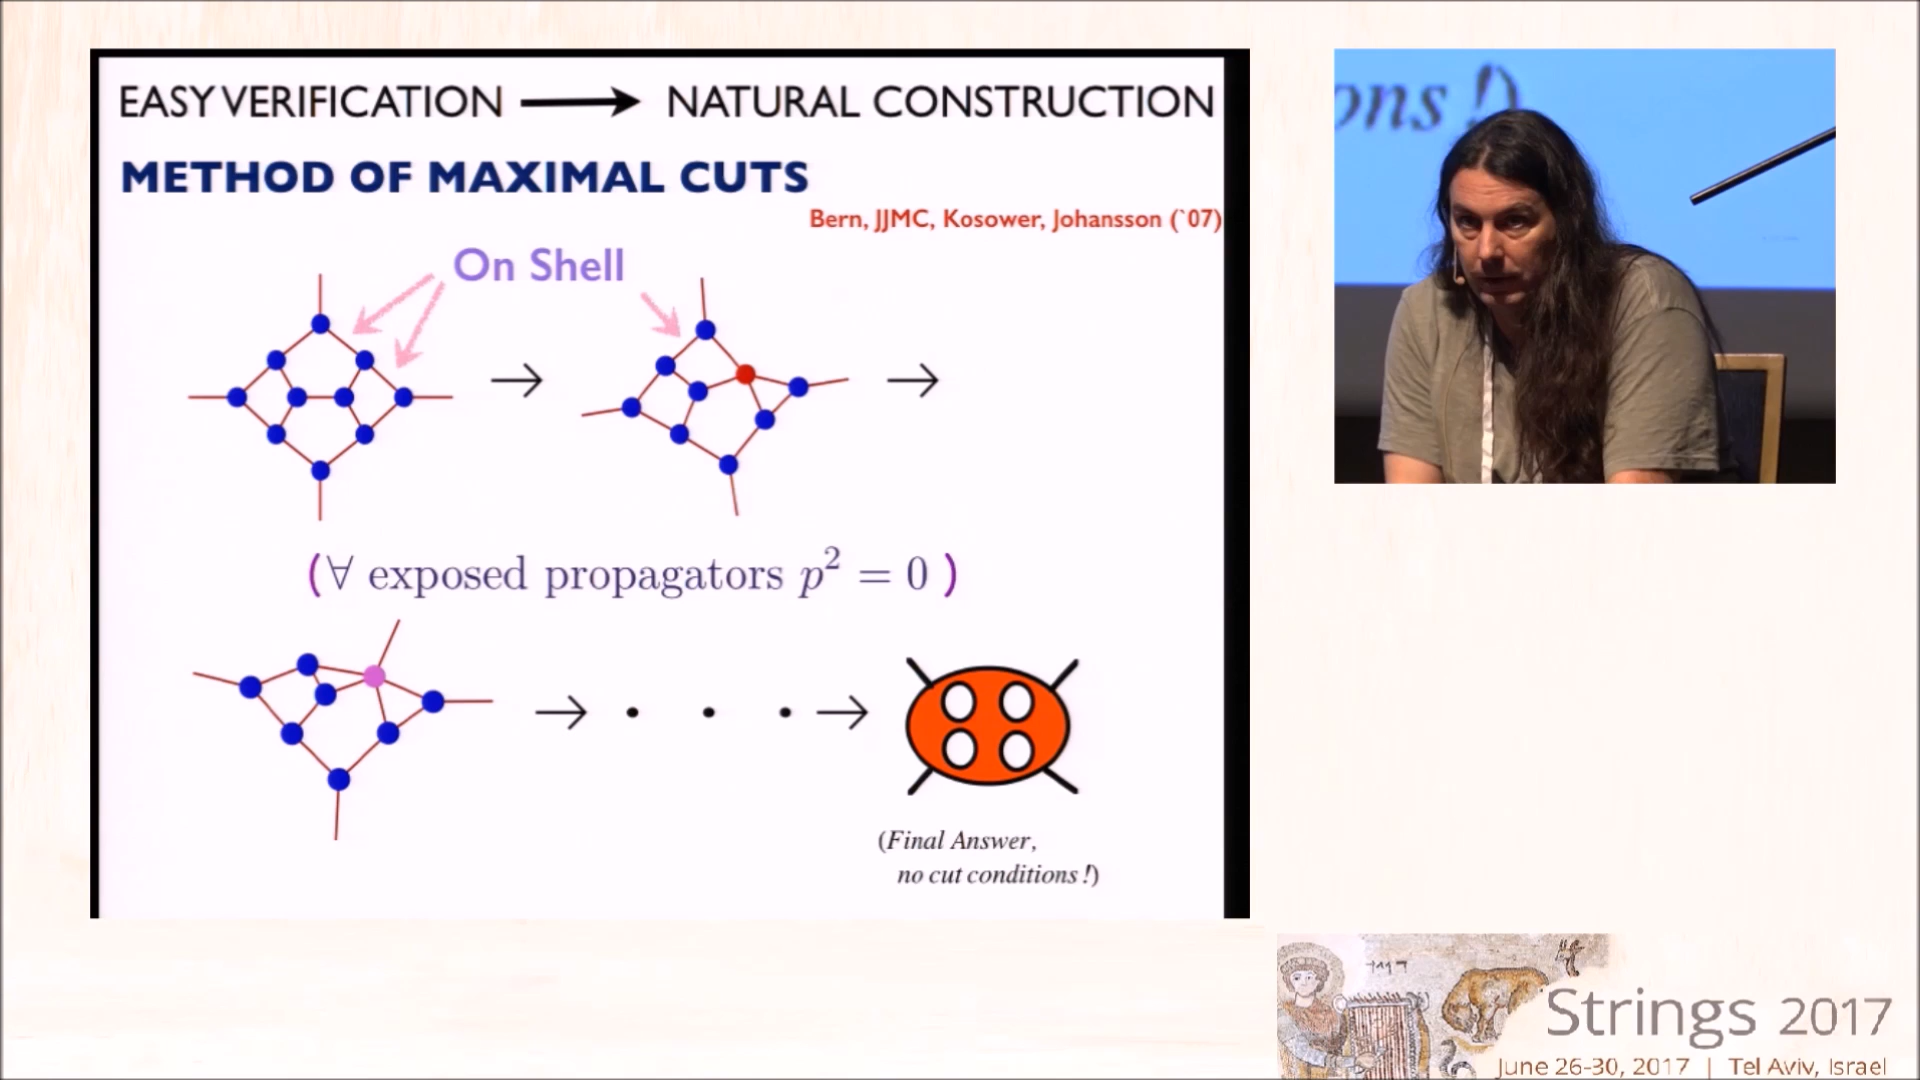 EASY VERIFICATION → NATURAL CONSTRUCTION
METHOD OF MAXIMAL CUTS
Bern, JJMC, Kosower, Johansson (`07)
On Shell
(∀ exposed propagators p² = 0 )
(Final Answer,
no cut conditions !)
ons !)
Strings 2017
June 26-30, 2017 | Tel Aviv, Israel